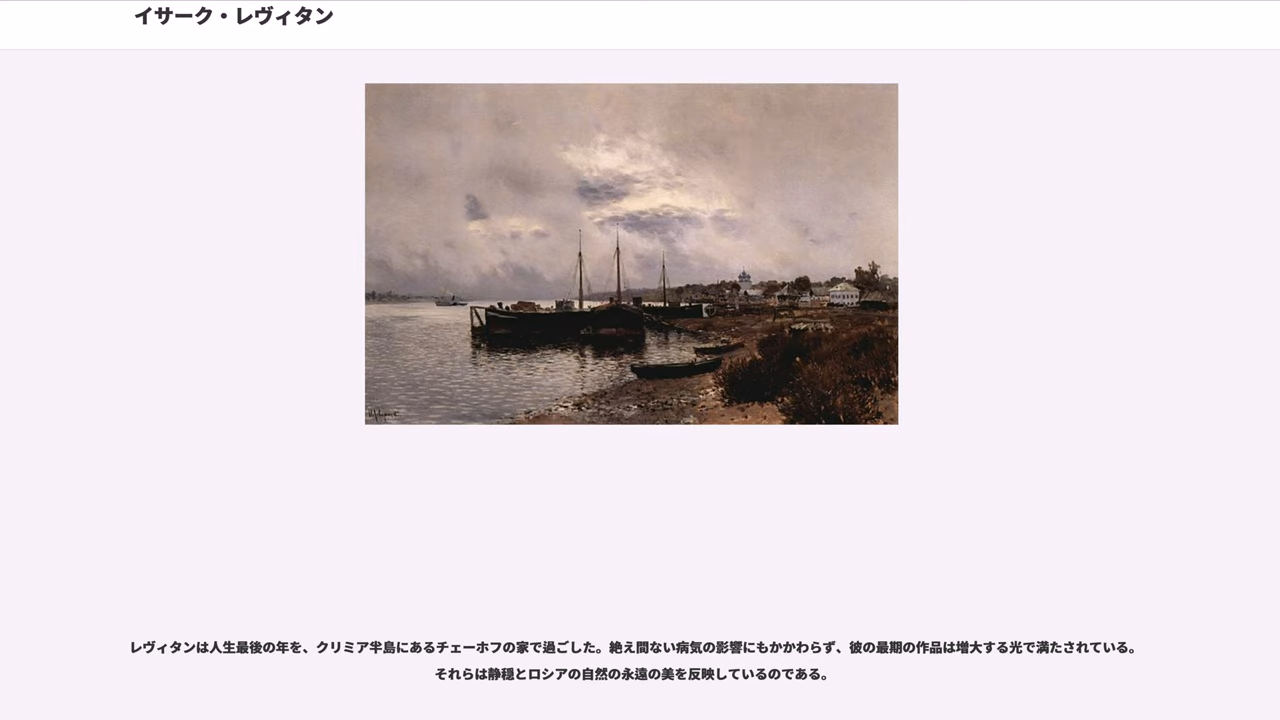 イサーク・レヴィタン
レヴィタンは人生最後の年を、クリミア半島にあるチェーホフの家で過ごした。絶え間ない病気の影響にもかかわらず、彼の最期の作品は増大する光で満たされている。
それらは静穏とロシアの自然の永遠の美を反映しているのである。